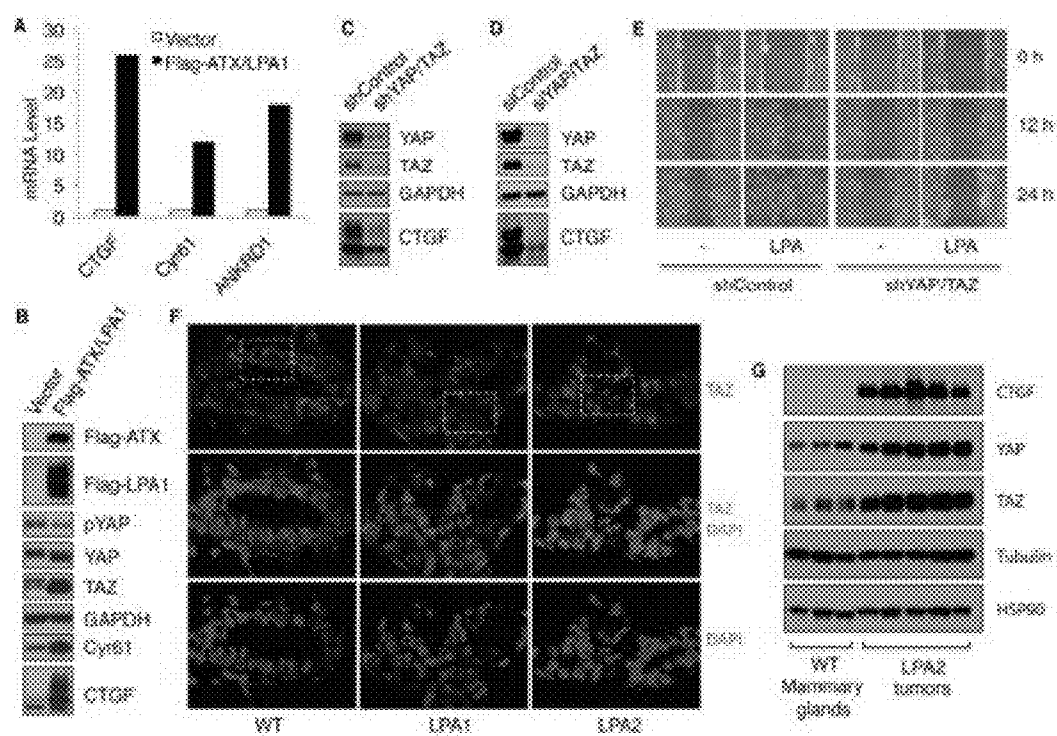 A
30
25
20
15
10
5
0
mRNA Level
Vector
Flag-ATX/LPA1
CTGF
Cyr61
ANKRD1
B
Vector
Flag-ATX/LPA1
Flag-ATX
Flag-LPA1
pYAP
YAP
TAZ
GAPDH
Cyr61
CTGF
C
shControl
shYAP/TAZ
YAP
TAZ
GAPDH
CTGF
D
siControl
siYAP/TAZ
YAP
TAZ
GAPDH
CTGF
E
0 h
12 h
24 h
- LPA - LPA
shControl shYAP/TAZ
F
TAZ
TAZ
DAPI
DAPI
WT LPA1 LPA2
G
CTGF
YAP
TAZ
Tubulin
HSP90
WT
Mammary
glands
LPA2
tumors